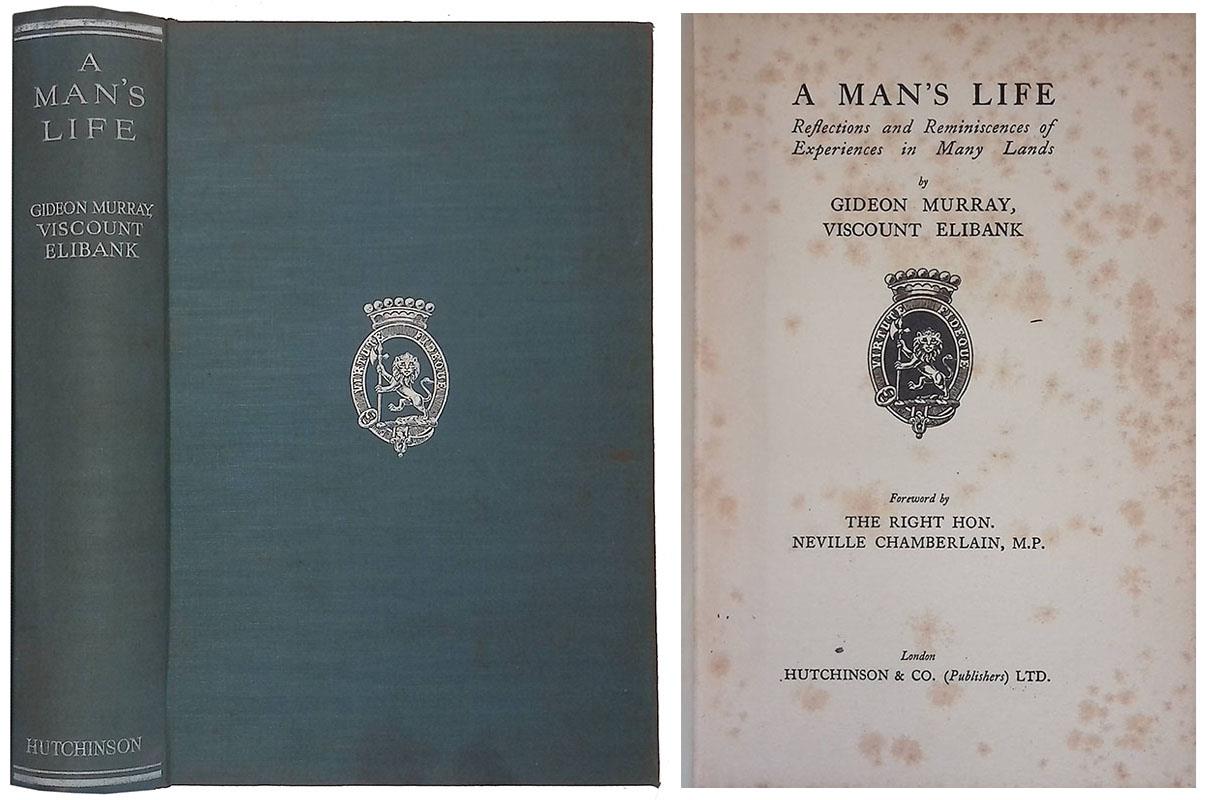 A
MAN'S
LIFE
GIDEON MURRAY,
VISCOUNT
ELIBANK
HUTCHINSON
VIRTUTE FIDEQUE
A MAN'S LIFE
Reflections and Reminiscences of
Experiences in Many Lands
by
GIDEON MURRAY,
VISCOUNT ELIBANK
VIRTUTE FIDEQUE
Foreword by
THE RIGHT HON.
NEVILLE CHAMBERLAIN, M.P.
London
HUTCHINSON & CO. (Publishers) LTD.